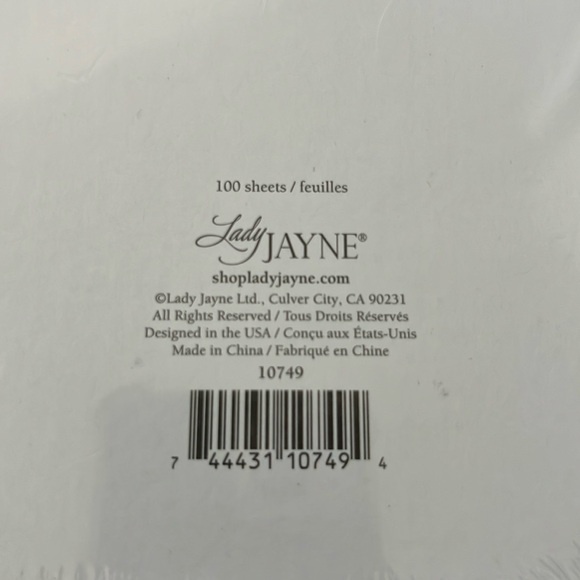 100 sheets / feuilles
Lady JAYNE®
shopladyjayne.com
©Lady Jayne Ltd., Culver City, CA 90231
All Rights Reserved / Tous Droits Réservés
Designed in the USA / Conçu aux États-Unis
Made in China / Fabriqué en Chine
10749
7 44431 10749 4